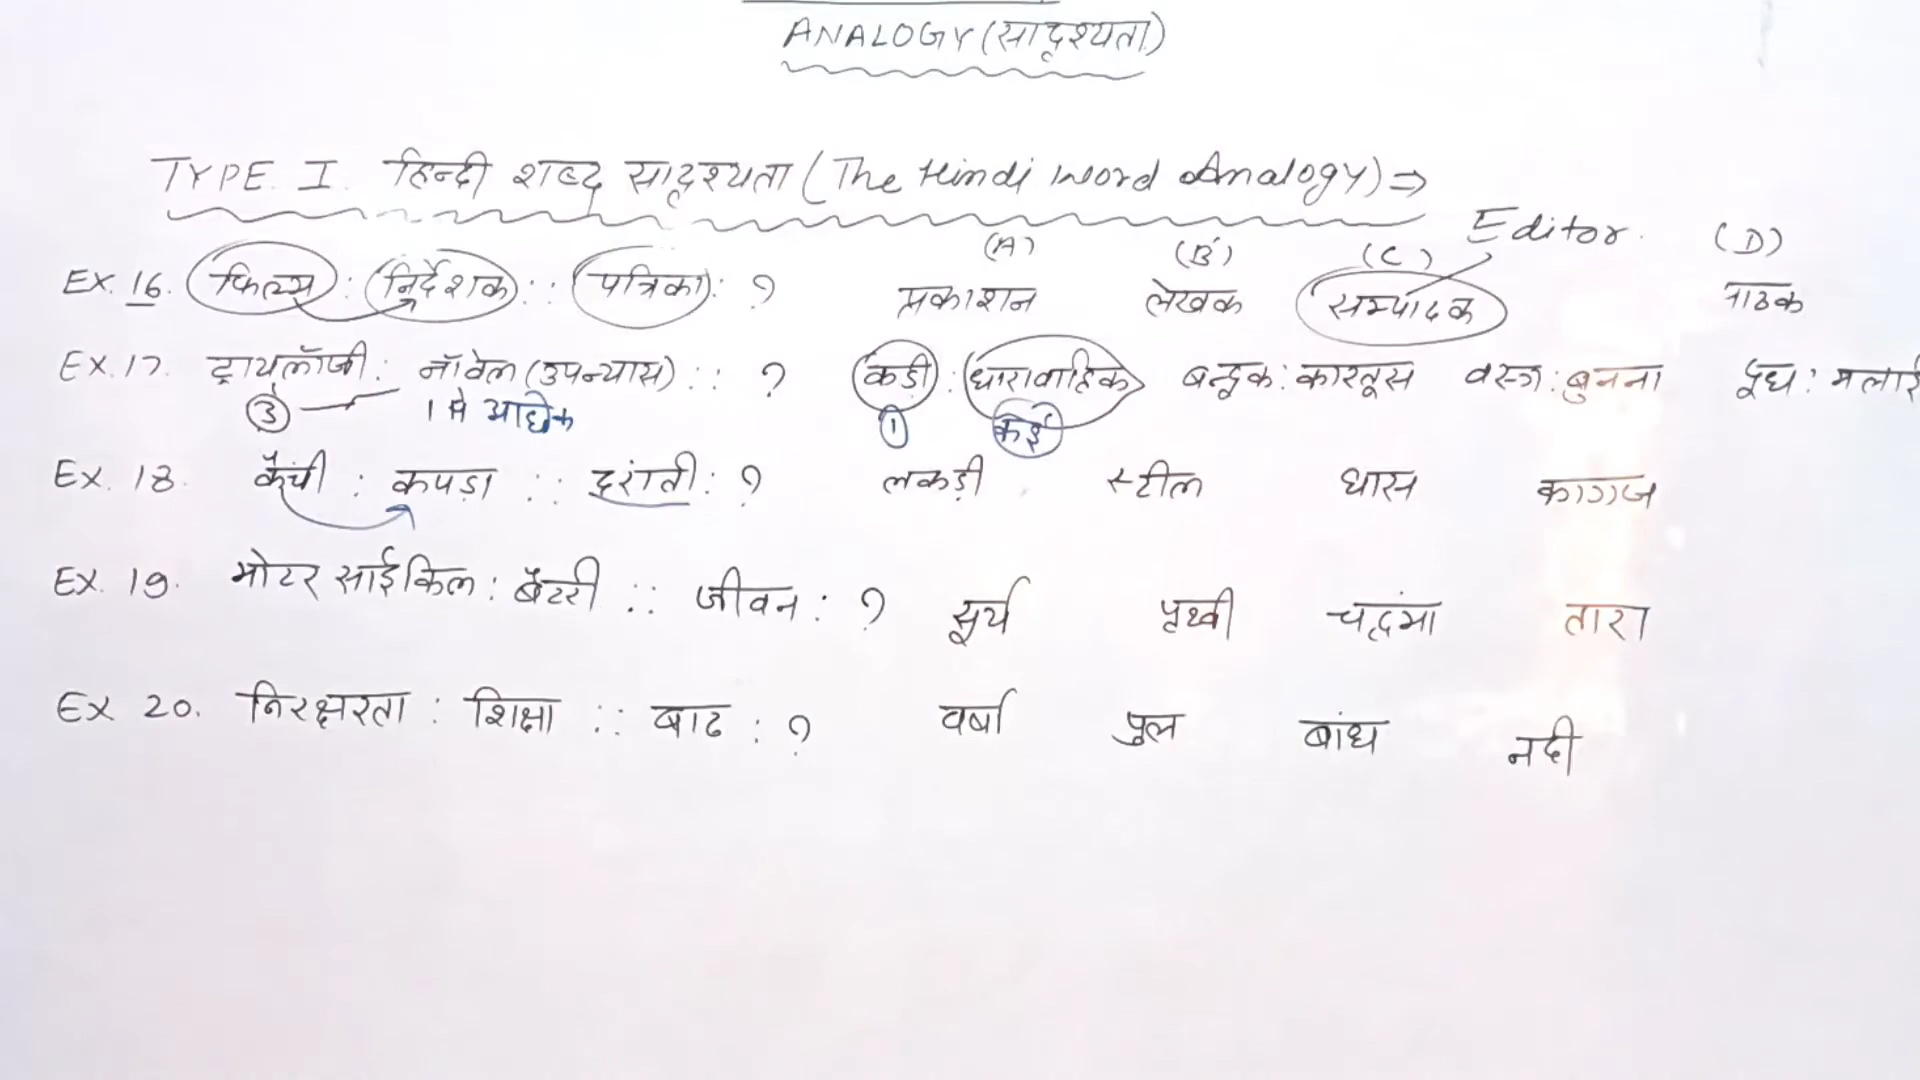 ANALOGY (सादृश्यता)
TYPE I. हिन्दी शब्द सादृश्यता (The Hindi word Analogy) ⇒
Editor.
(A) (B) (C) (D)
EX. 16. फिल्म : निर्देशक :: पत्रिका : ? प्रकाशन लेखक सम्पादक पाठक
EX. 17. ट्रायलॉजी : नॉवेल (उपन्यास) :: ? कड़ी : धारावाहिक बन्दूक : कारतूस वस्त्र : बुनना दूध : मलाई
3 1 से अधिक 1 कई
EX. 18. कैंची : कपड़ा :: दरांती : ? लकड़ी स्टील घास कागज
EX. 19. मोटर साईकिल : बैटरी :: जीवन : ? सूर्य पृथ्वी चद्रंमा तारा
EX 20. निरक्षरता : शिक्षा :: बाढ : ? वर्षा पुल बांध नदी